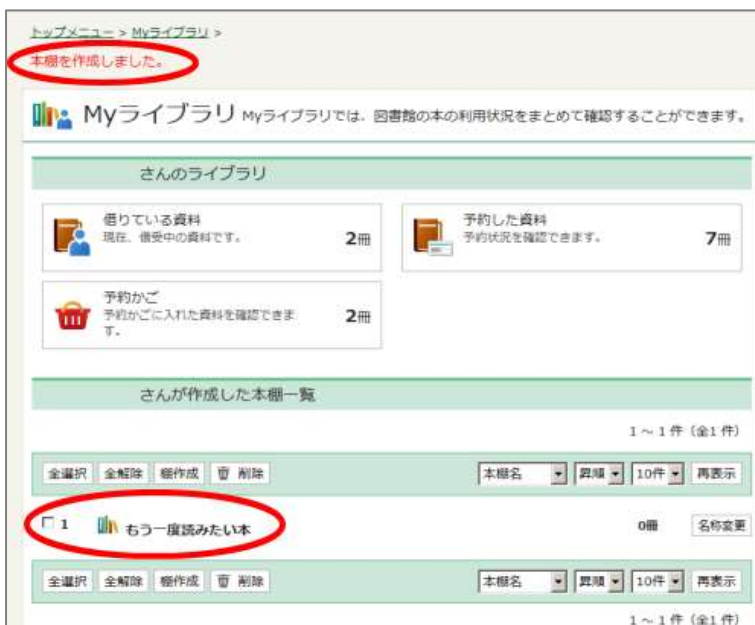 トップメニュー > Myライブラリ >
本棚を作成しました。
Myライブラリ Myライブラリでは、図書館の本の利用状況をまとめて確認することができます。
さんのライブラリ
借りている資料
現在、借受中の資料です。
2冊
予約した資料
予約状況を確認できます。
7冊
予約かご
予約かごに入れた資料を確認できま
す。
2冊
さんが作成した本棚一覧
1～1件（全1件）
全選択 全解除 棚作成 削除 本棚名 昇順 10件 再表示
1 もう一度読みたい本 0冊 名称変更
全選択 全解除 棚作成 削除 本棚名 昇順 10件 再表示
1～1件（全1件）